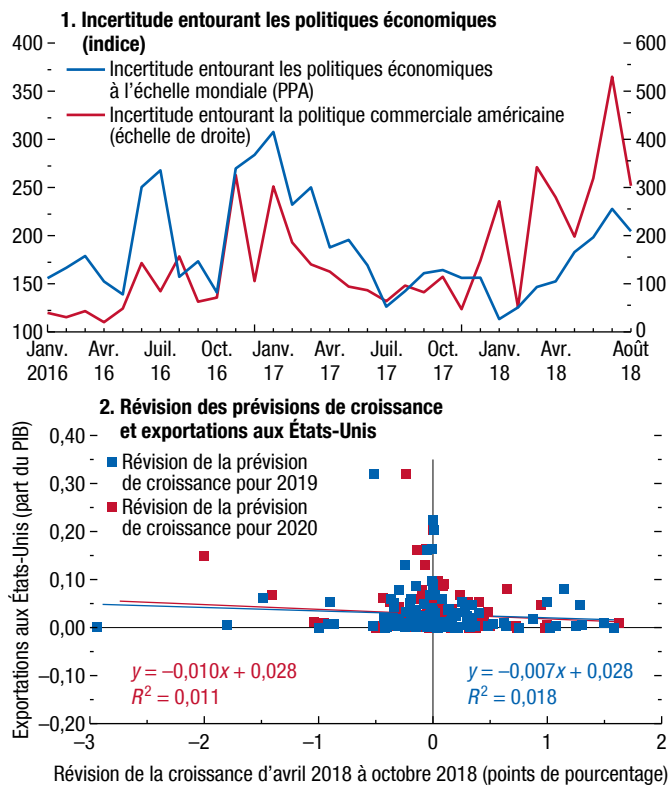 1. Incertitude entourant les politiques économiques
(indice)
400
350
300
250
200
150
100
600
500
400
300
200
100
0
Incertitude entourant les politiques économiques
à l’échelle mondiale (PPA)
Incertitude entourant la politique commerciale américaine
(échelle de droite)
Janv. Avr. Juil. Oct. Janv. Avr. Juil. Oct. Janv. Avr. Août
2016 16 16 16 17 17 17 17 18 18 18
2. Révision des prévisions de croissance
et exportations aux États-Unis
Exportations aux États-Unis (part du PIB)
0,40
0,30
0,20
0,10
0,00
–0,10
–0,20
Révision de la prévision
de croissance pour 2019
Révision de la prévision
de croissance pour 2020
y = –0,010x + 0,028
R² = 0,011
y = –0,007x + 0,028
R² = 0,018
–3 –2 –1 0 1 2
Révision de la croissance d’avril 2018 à octobre 2018 (points de pourcentage)